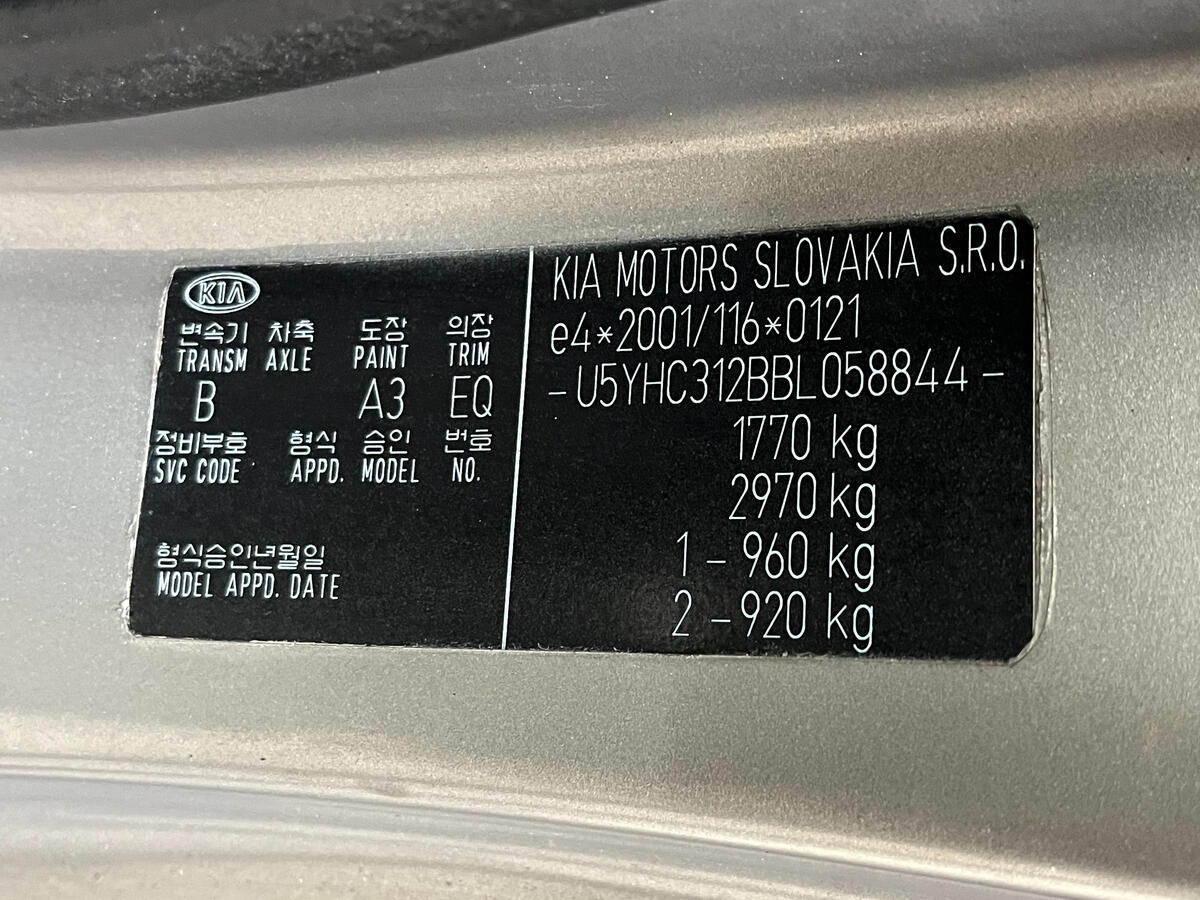 KIA
변속기 차축 도장 의장
TRANSM AXLE PAINT TRIM
B A3 EQ
정비부호 형식 승인 번호
SVC CODE APPD. MODEL NO.
형식승인년월일
MODEL APPD. DATE
KIA MOTORS SLOVAKIA S.R.O.
e4*2001/116*0121
- U5YHC312BBL058844 -
1770 kg
2970 kg
1 - 960 kg
2 - 920 kg